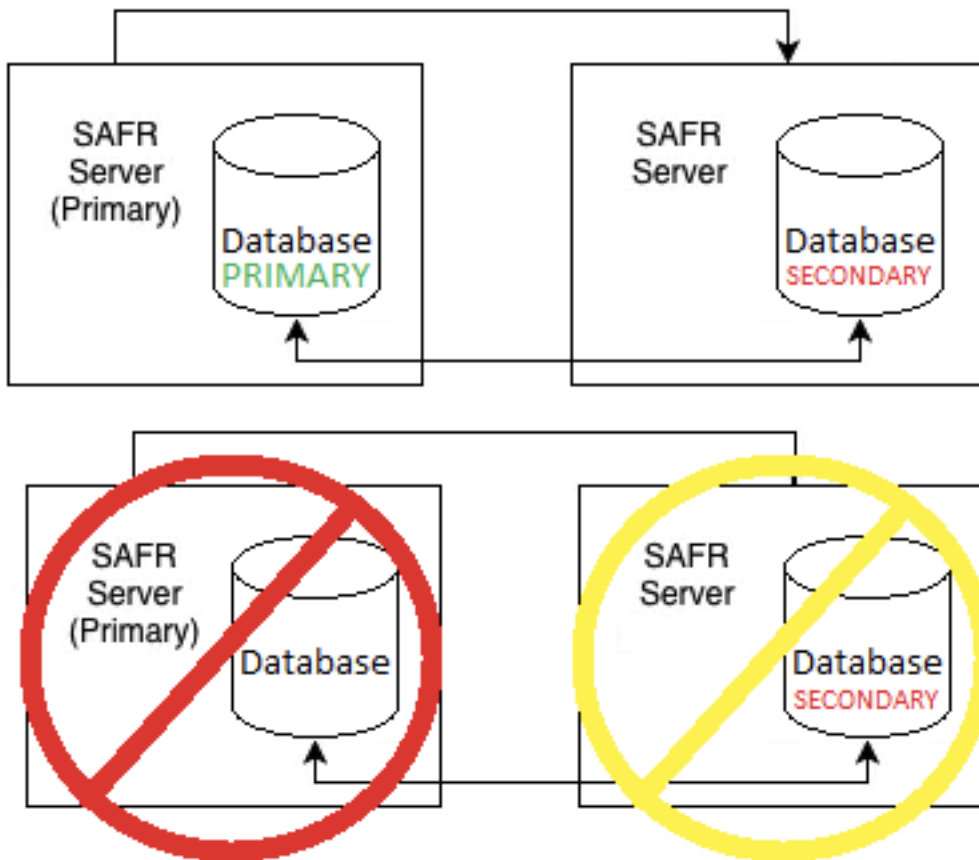 SAFR
Server
(Primary)
Database
PRIMARY
SAFR
Server
Database
SECONDARY
SAFR
Server
(Primary)
Database
SAFR
Server
Database
SECONDARY